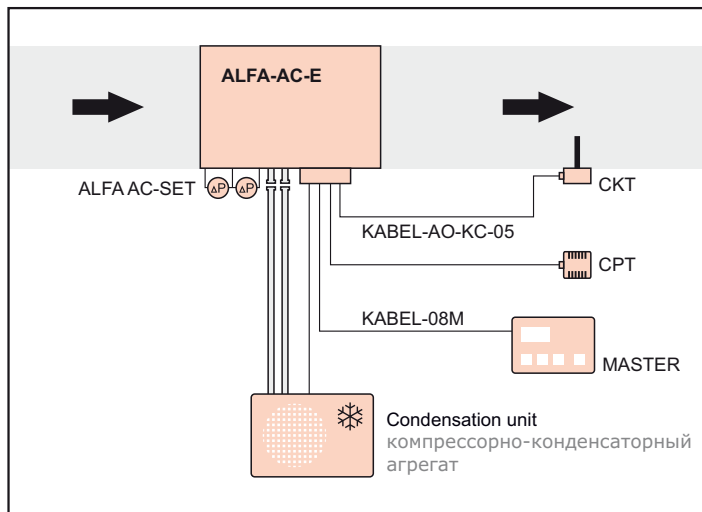 ALFA-AC-E
ALFA AC-SET
ΔP
ΔP
CKT
KABEL-AO-KC-05
CPT
KABEL-08M
MASTER
Condensation unit
компрессорно-конденсаторный
агрегат